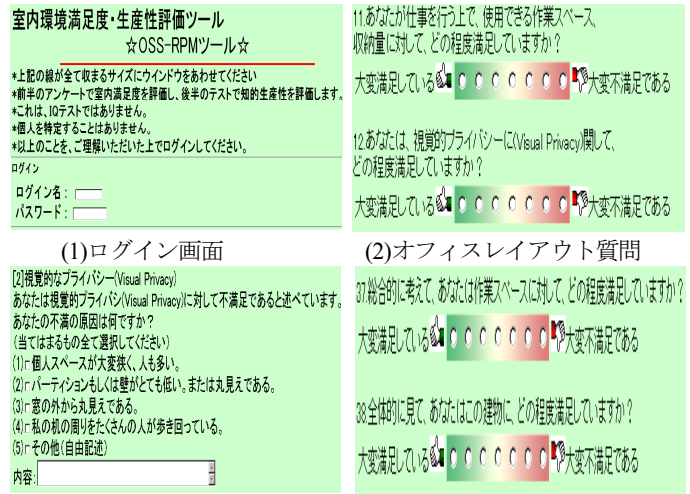 室内環境満足度・生産性評価ツール
☆OSS-RPMツール☆
*上記の線が全て収まるサイズにウインドウをあわせてください
*前半のアンケートで室内満足度を評価し、後半のテストで知的生産性を評価します。
*これは、IQテストではありません。
*個人を特定することはありません。
*以上のことを、ご理解いただいた上でログインしてください。
ログイン
ログイン名：
パスワード：
(1)ログイン画面
11.あなたが仕事を行う上で、使用できる作業スペース、
収納量に対して、どの程度満足していますか？
大変満足している 大変不満足である
12.あなたは、視覚的プライバシーに(Visual Privacy)関して、
どの程度満足していますか？
大変満足している 大変不満足である
(2)オフィスレイアウト質問
[2]視覚的なプライバシー(Visual Privacy)
あなたは視覚的プライバシ(Visual Privacy)に対して不満足であると述べています。
あなたの不満の原因は何ですか？
(当てはまるもの全て選択してください)
(1)個人スペースが大変狭く、人も多い。
(2)パーティションもしくは壁がとても低い。または丸見えである。
(3)窓の外から丸見えである。
(4)私の机の周りをたくさんの人が歩き回っている。
(5)その他(自由記述)
内容:
37.総合的に考えて、あなたは作業スペースに対して、どの程度満足していますか？
大変満足している 大変不満足である
38.全体的に見て、あなたはこの建物に、どの程度満足していますか？
大変満足している 大変不満足である